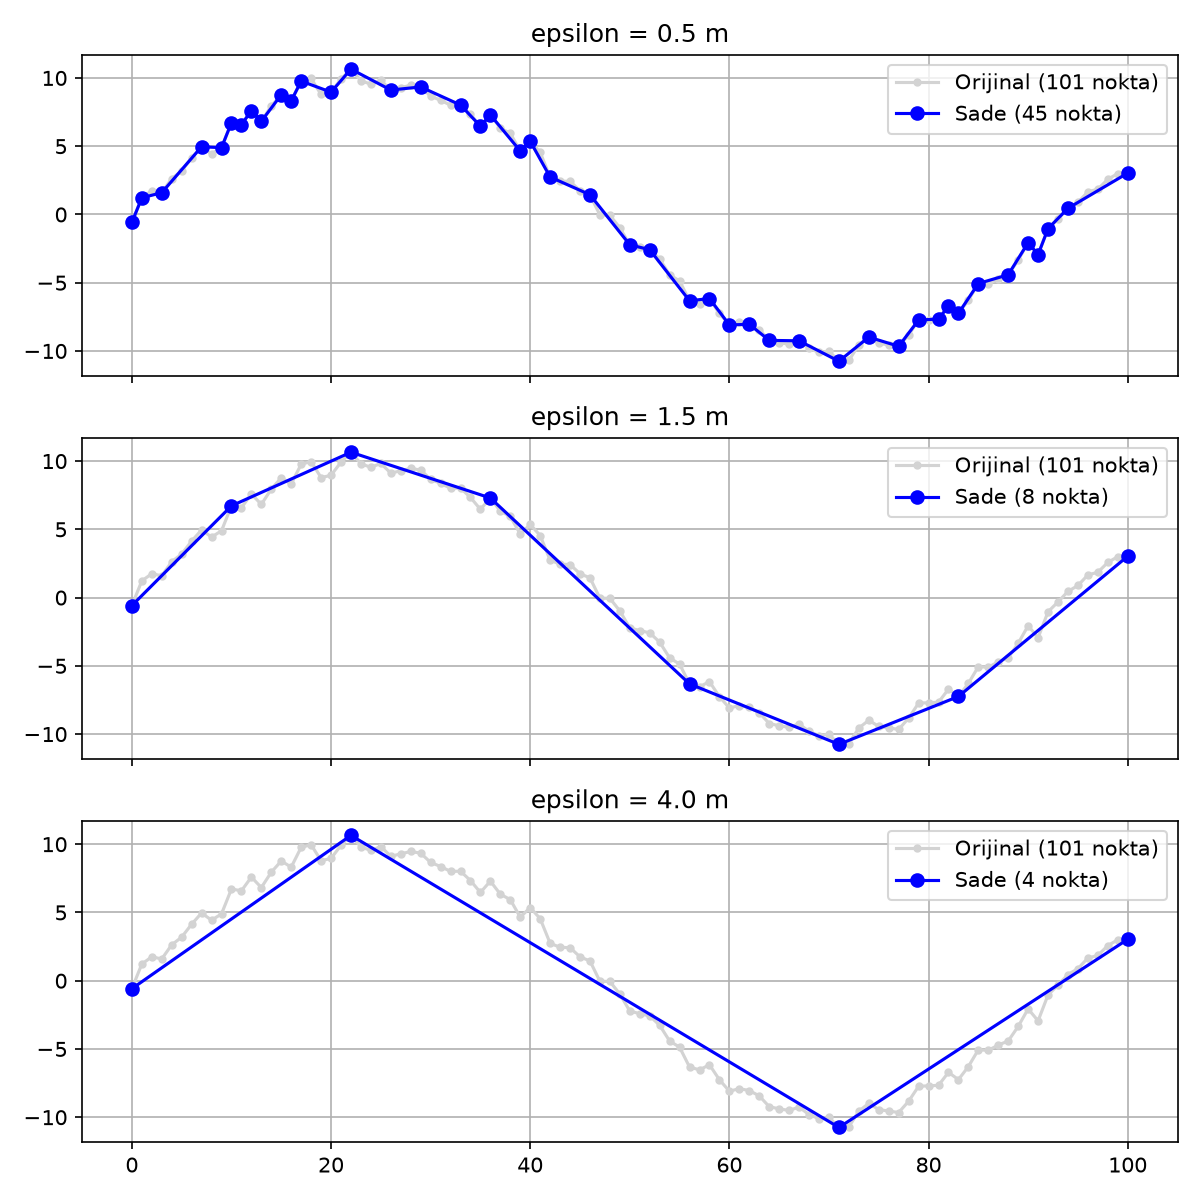 epsilon = 0.5 m
10
5
0
−5
−10
Orijinal (101 nokta)
Sade (45 nokta)
epsilon = 1.5 m
10
5
0
−5
−10
Orijinal (101 nokta)
Sade (8 nokta)
epsilon = 4.0 m
10
5
0
−5
−10
Orijinal (101 nokta)
Sade (4 nokta)
0 20 40 60 80 100